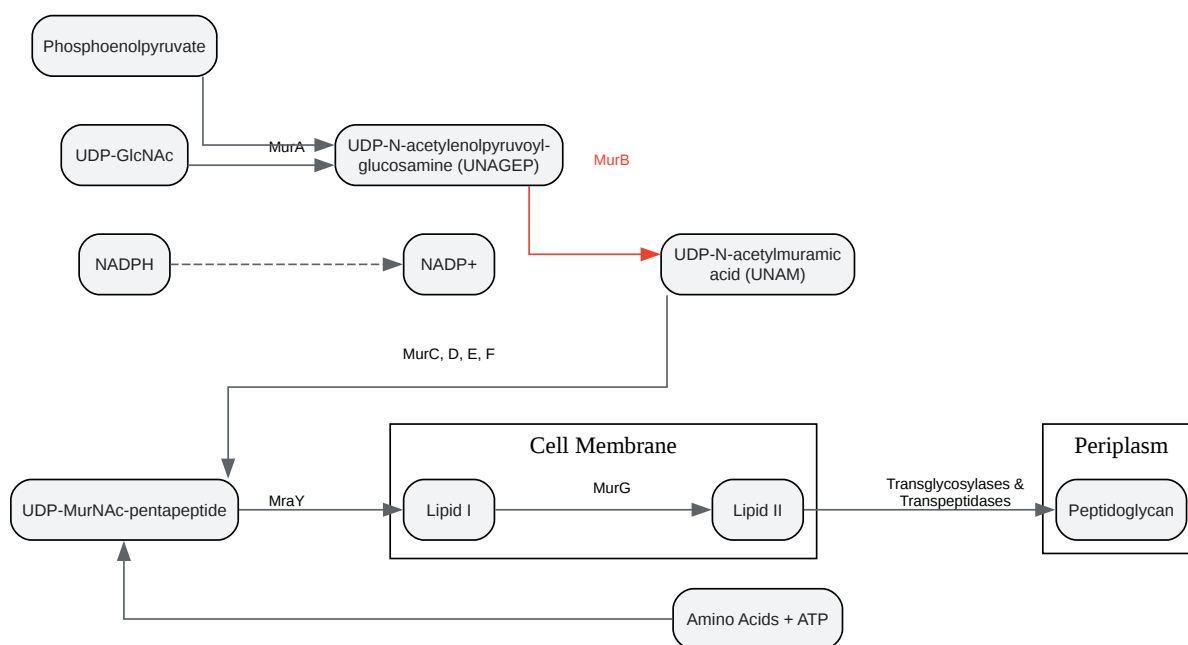 Phosphoenolpyruvate
UDP-GlcNAc
MurA
UDP-N-acetylenolpyruvoyl-
glucosamine (UNAGEP)
MurB
NADPH
NADP+
UDP-N-acetylmuramic
acid (UNAM)
MurC, D, E, F
Cell Membrane
Periplasm
UDP-MurNAc-pentapeptide
MraY
Lipid I
MurG
Lipid II
Transglycosylases &
Transpeptidases
Peptidoglycan
Amino Acids + ATP